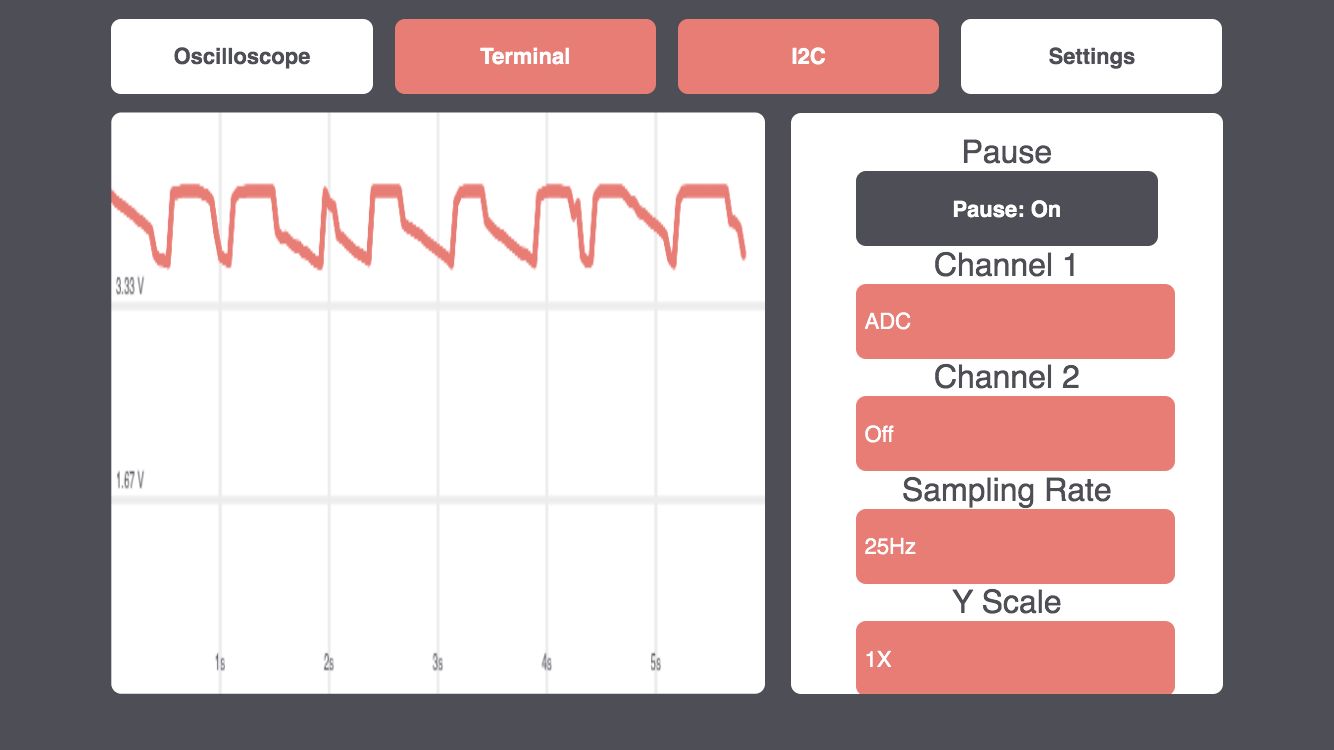 Oscilloscope
Terminal
I2C
Settings
3.33 V
1.67 V
1s
2s
3s
4s
5s
Pause
Pause: On
Channel 1
ADC
Channel 2
Off
Sampling Rate
25Hz
Y Scale
1X